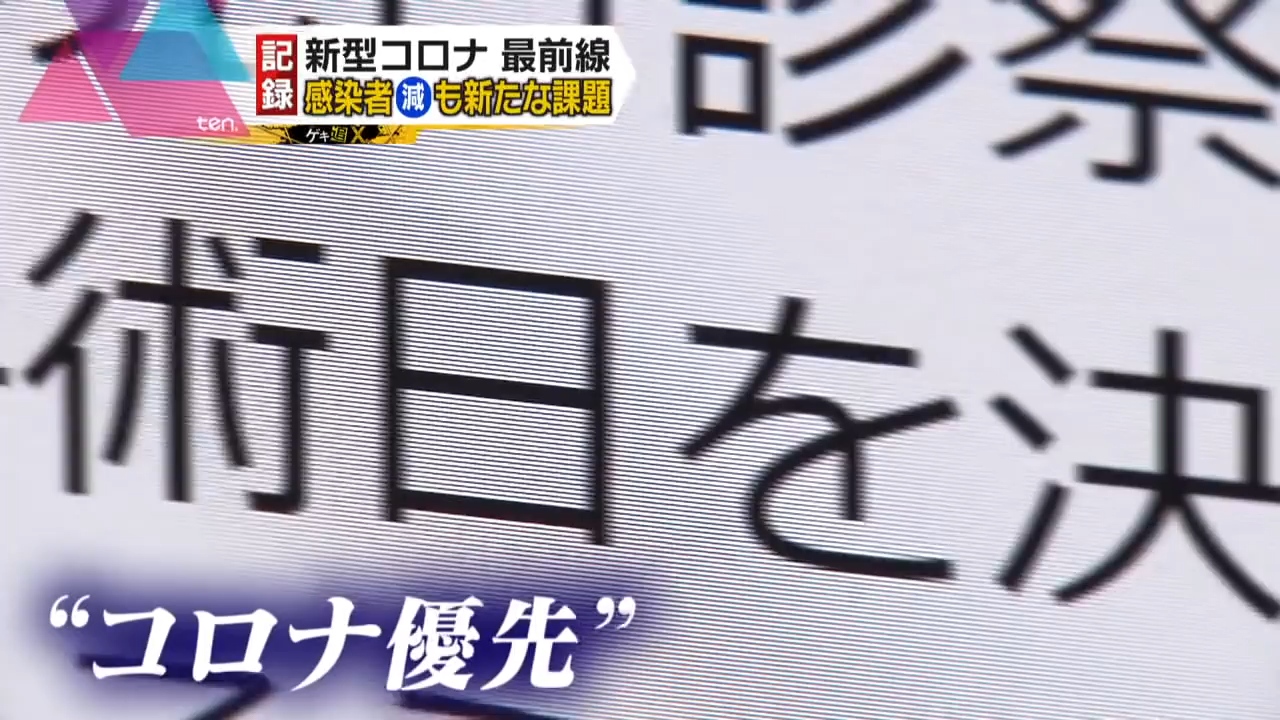 記録
新型コロナ 最前線
感染者減も新たな課題
ten.
ゲキ追X
診察
術日を決
“コロナ優先”